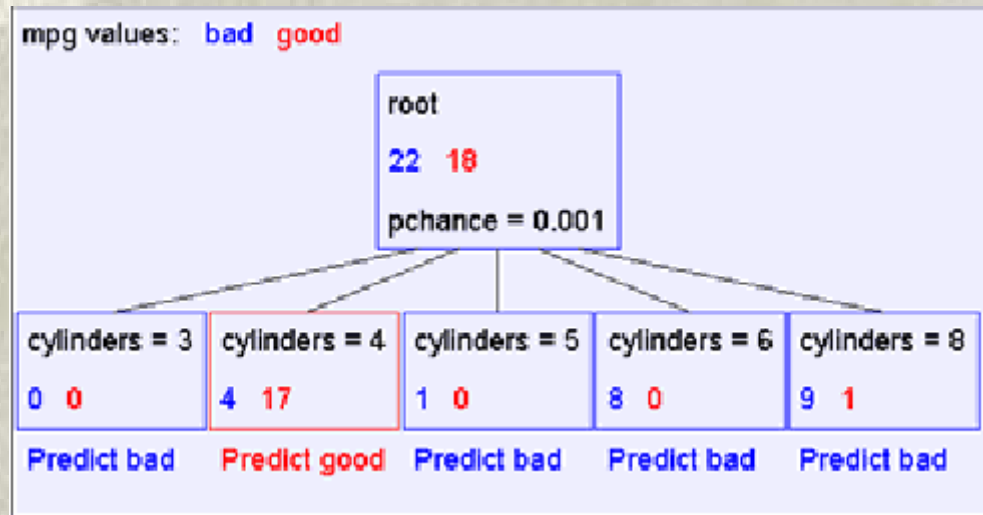 mpg values: bad good
root
22 18
pchance = 0.001
cylinders = 3 cylinders = 4 cylinders = 5 cylinders = 6 cylinders = 8
0 0 4 17 1 0 8 0 9 1
Predict bad Predict good Predict bad Predict bad Predict bad